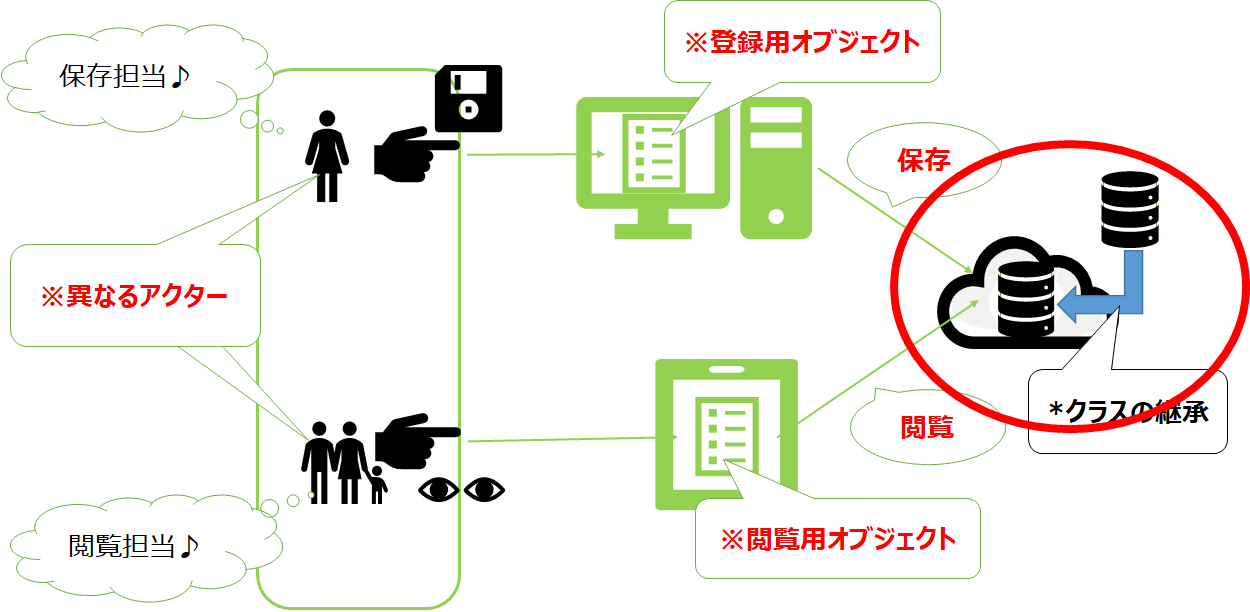 ※登録用オブジェクト
保存担当♪
保存
※異なるアクター
*クラスの継承
閲覧
閲覧担当♪
※閲覧用オブジェクト